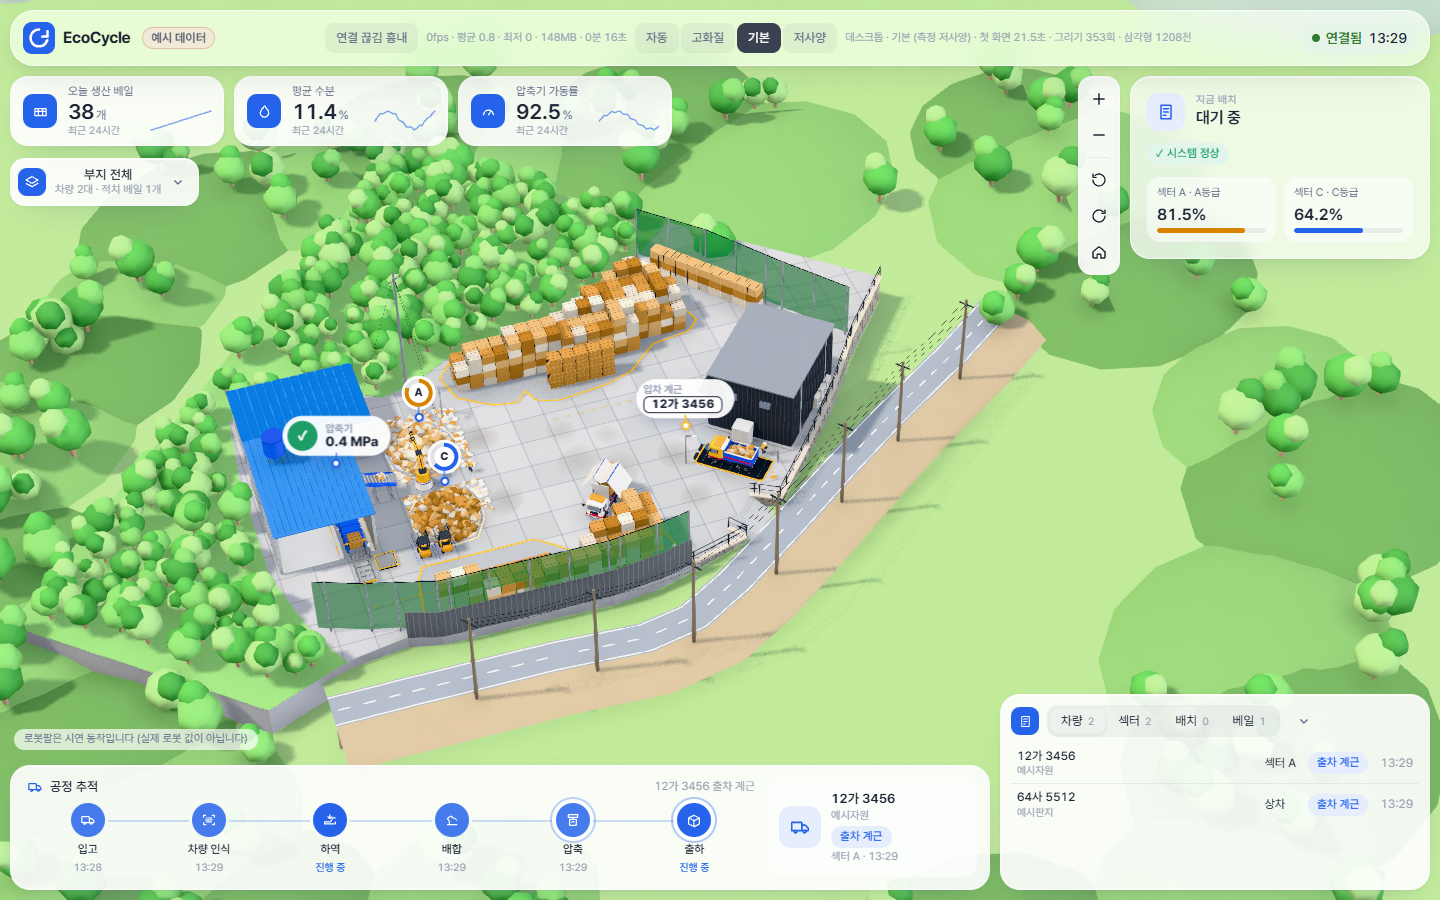 EcoCycle
예시 데이터
연결 끊김 흉내
0fps · 평균 0.8 · 최저 0 · 148MB · 0분 16초
자동
고화질
기본
저사양
데스크톱 · 기본 (측정 저사양) · 첫 화면 21.5초 · 그리기 353회 · 삼각형 1208천
연결됨 13:29
오늘 생산 베일
38개
최근 24시간
평균 수분
11.4%
최근 24시간
압축기 가동률
92.5%
최근 24시간
부지 전체
차량 2대 · 적치 베일 1개
지금 배치
대기 중
✓ 시스템 정상
섹터 A · A등급
81.5%
섹터 C · C등급
64.2%
A
압축기
0.4 MPa
C
입차 계근
12가 3456
로봇팔은 시연 동작입니다 (실제 로봇 값이 아닙니다)
공정 추적
12가 3456 출차 계근
입고
13:28
차량 인식
13:29
하역
진행 중
배합
13:29
압축
13:29
출하
진행 중
12가 3456
예시자원
출차 계근
섹터 A · 13:29
차량 2
섹터 2
배치 0
베일 1
12가 3456
예시자원
섹터 A
출차 계근
13:29
64사 5512
예시판지
상차
출차 계근
13:29